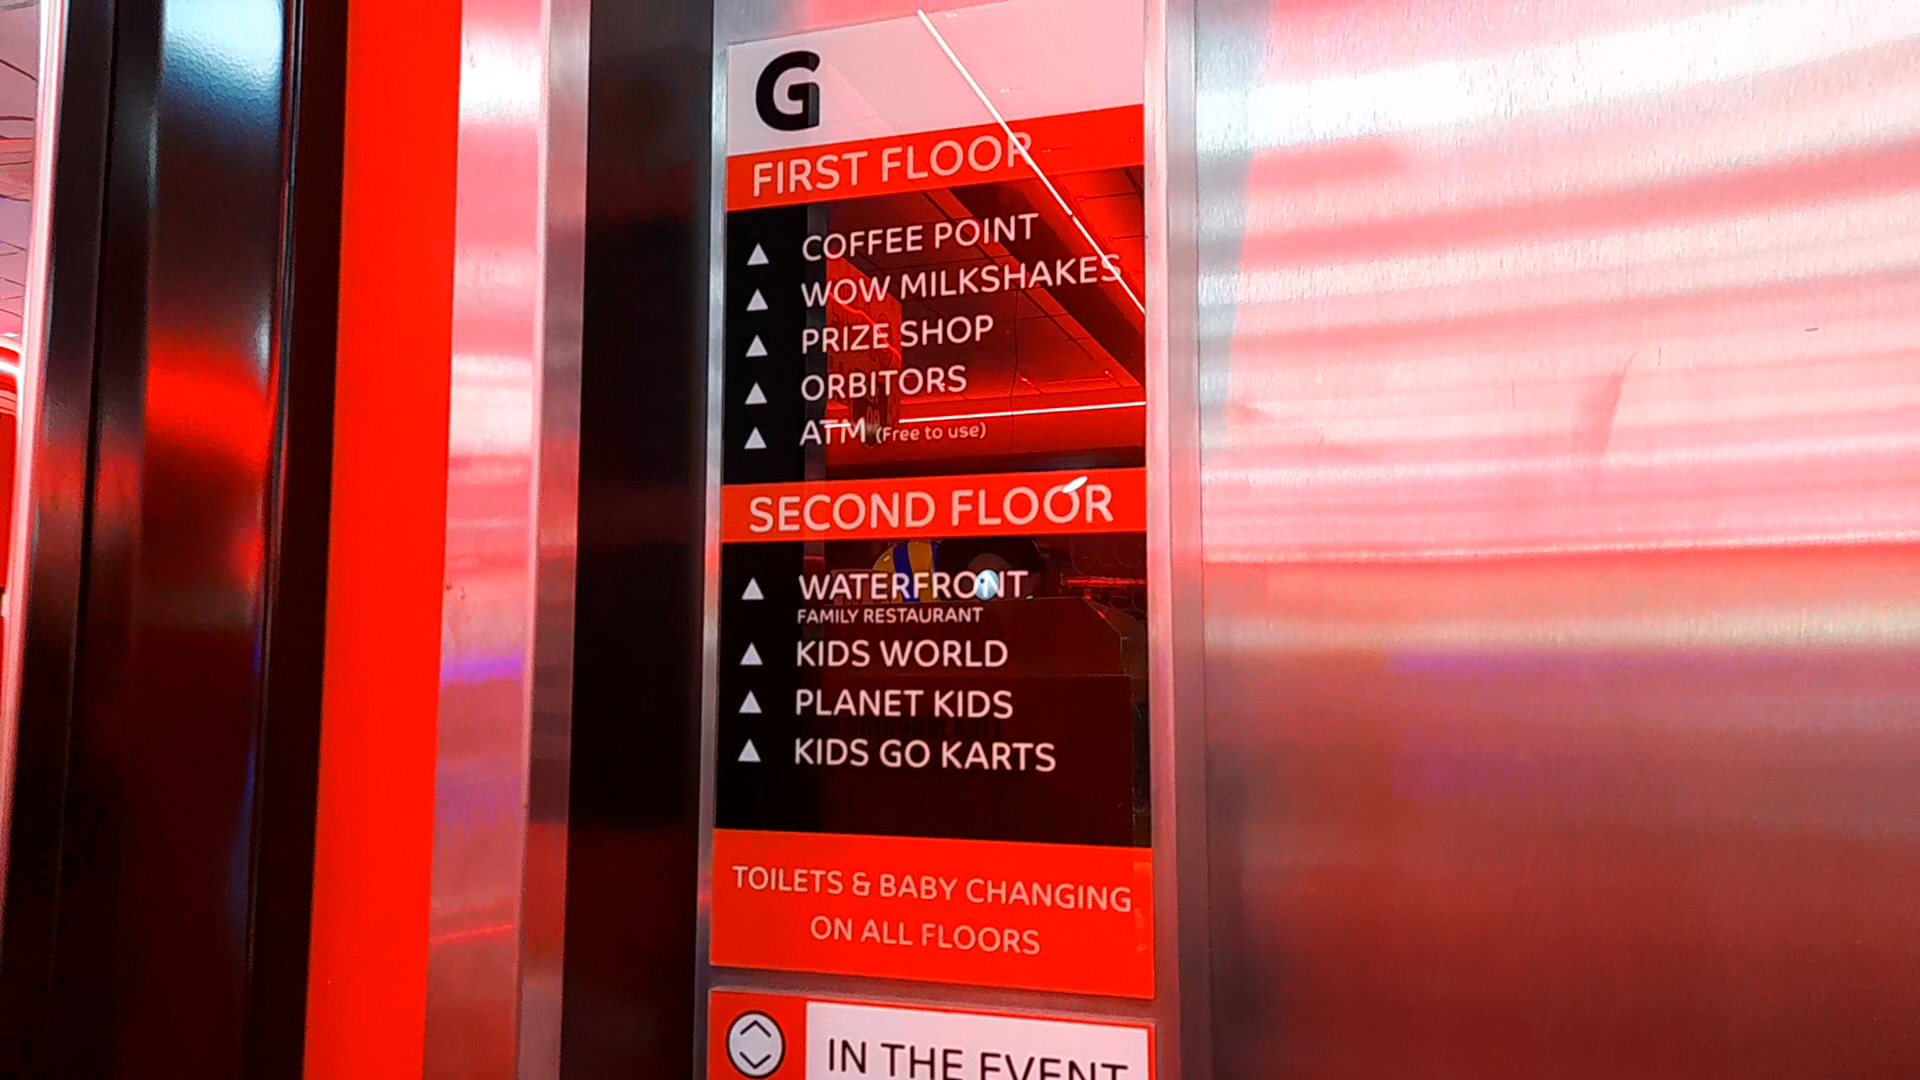 G
FIRST FLOOR
▲ COFFEE POINT
▲ WOW MILKSHAKES
▲ PRIZE SHOP
▲ ORBITORS
▲ ATM (Free to use)
SECOND FLOOR
▲ WATERFRONT
FAMILY RESTAURANT
▲ KIDS WORLD
▲ PLANET KIDS
▲ KIDS GO KARTS
TOILETS & BABY CHANGING
ON ALL FLOORS
IN THE EVENT